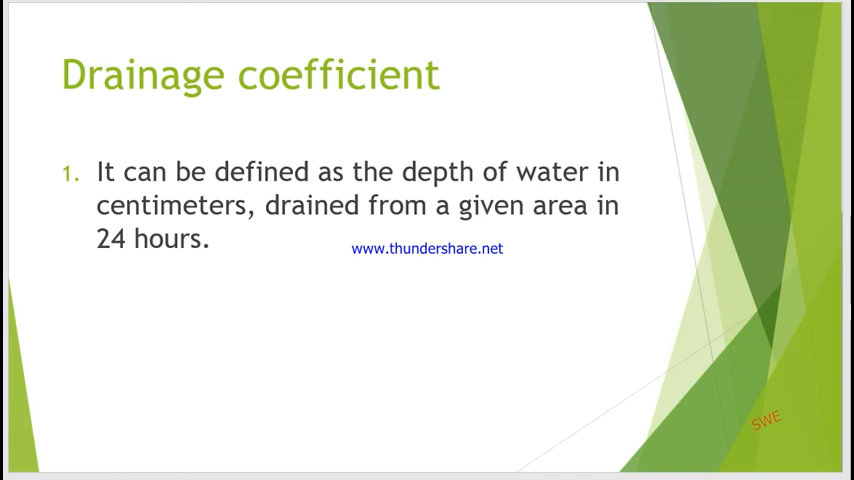 Drainage coefficient
1. It can be defined as the depth of water in
centimeters, drained from a given area in
24 hours.
www.thundershare.net
SWE